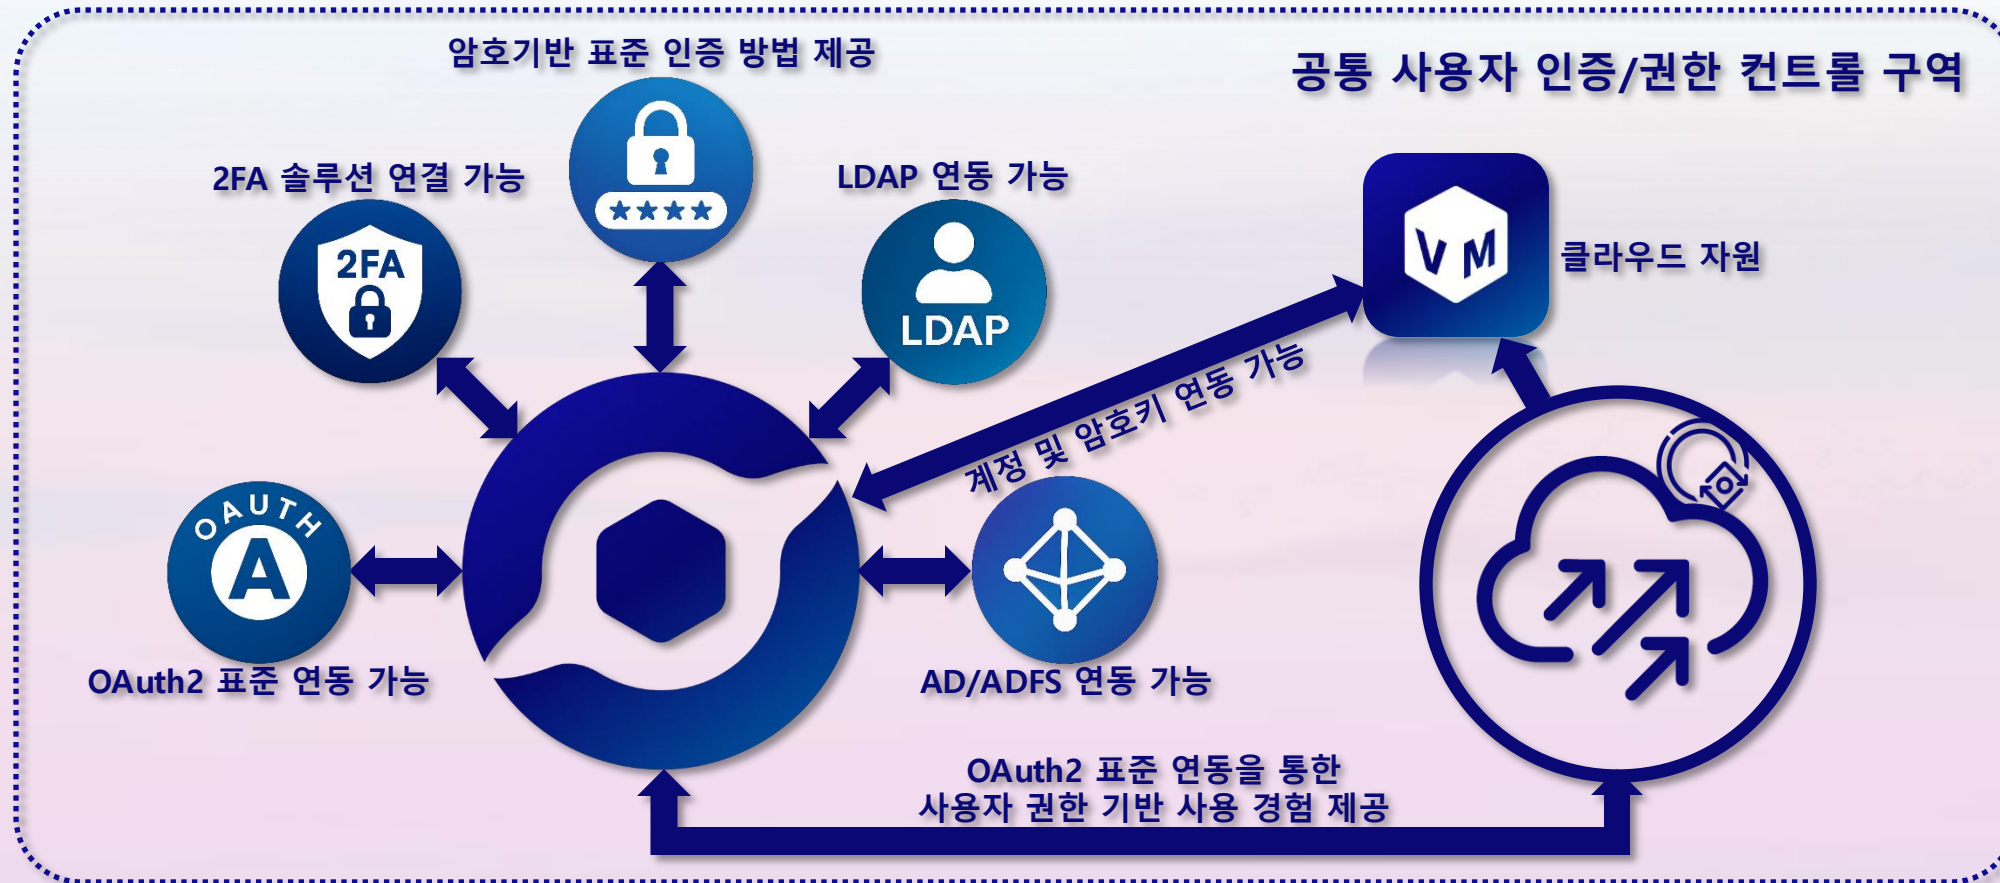 암호기반 표준 인증 방법 제공
공통 사용자 인증/권한 컨트롤 구역
2FA 솔루션 연결 가능
LDAP 연동 가능
★★★★
2FA
LDAP
VM
클라우드 자원
계정 및 암호키 연동 가능
OAUTH
A
OAuth2 표준 연동 가능
AD/ADFS 연동 가능
OAuth2 표준 연동을 통한
사용자 권한 기반 사용 경험 제공